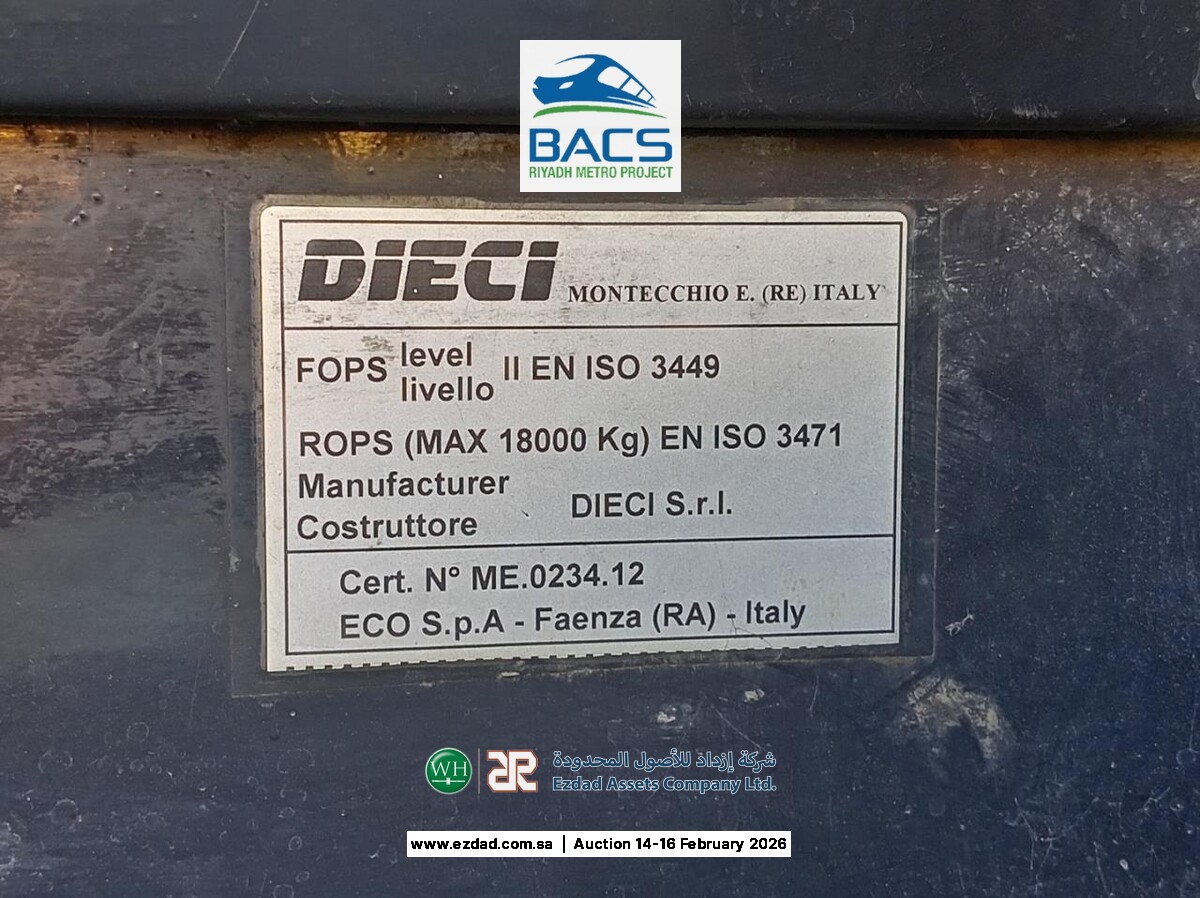 BACS
RIYADH METRO PROJECT
DIECI MONTECCHIO E. (RE) ITALY
FOPS level livello II EN ISO 3449
ROPS (MAX 18000 Kg) EN ISO 3471
Manufacturer
Costruttore
DIECI S.r.l.
Cert. N° ME.0234.12
ECO S.p.A - Faenza (RA) - Italy
WH
AR
شركة إزداد للأصول المحدودة
Ezdad Assets Company Ltd.
www.ezdad.com.sa | Auction 14-16 February 2026